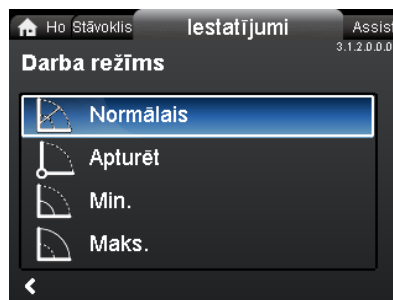 Ho Stāvoklis Iestatījumi Assist
3.1.2.0.0.0
Darba režīms
Normālais
Apturēt
Min.
Maks.